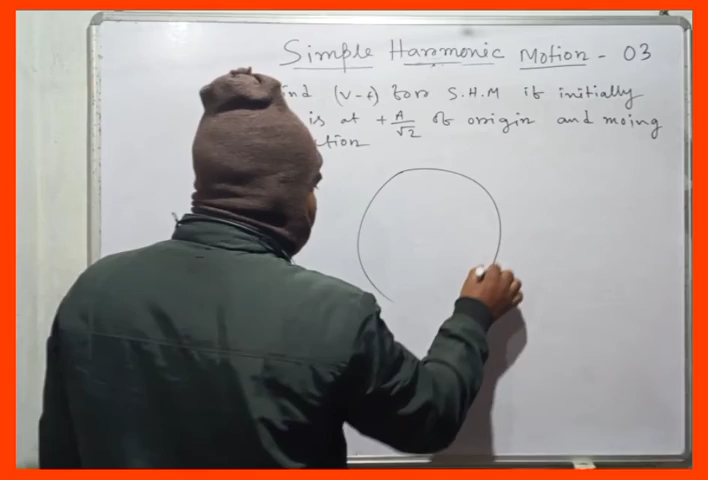 Simple Harmonic Motion - 03
ind (v-t) for S.H.M if initially
is at + A/√2 of origin and moing
tion